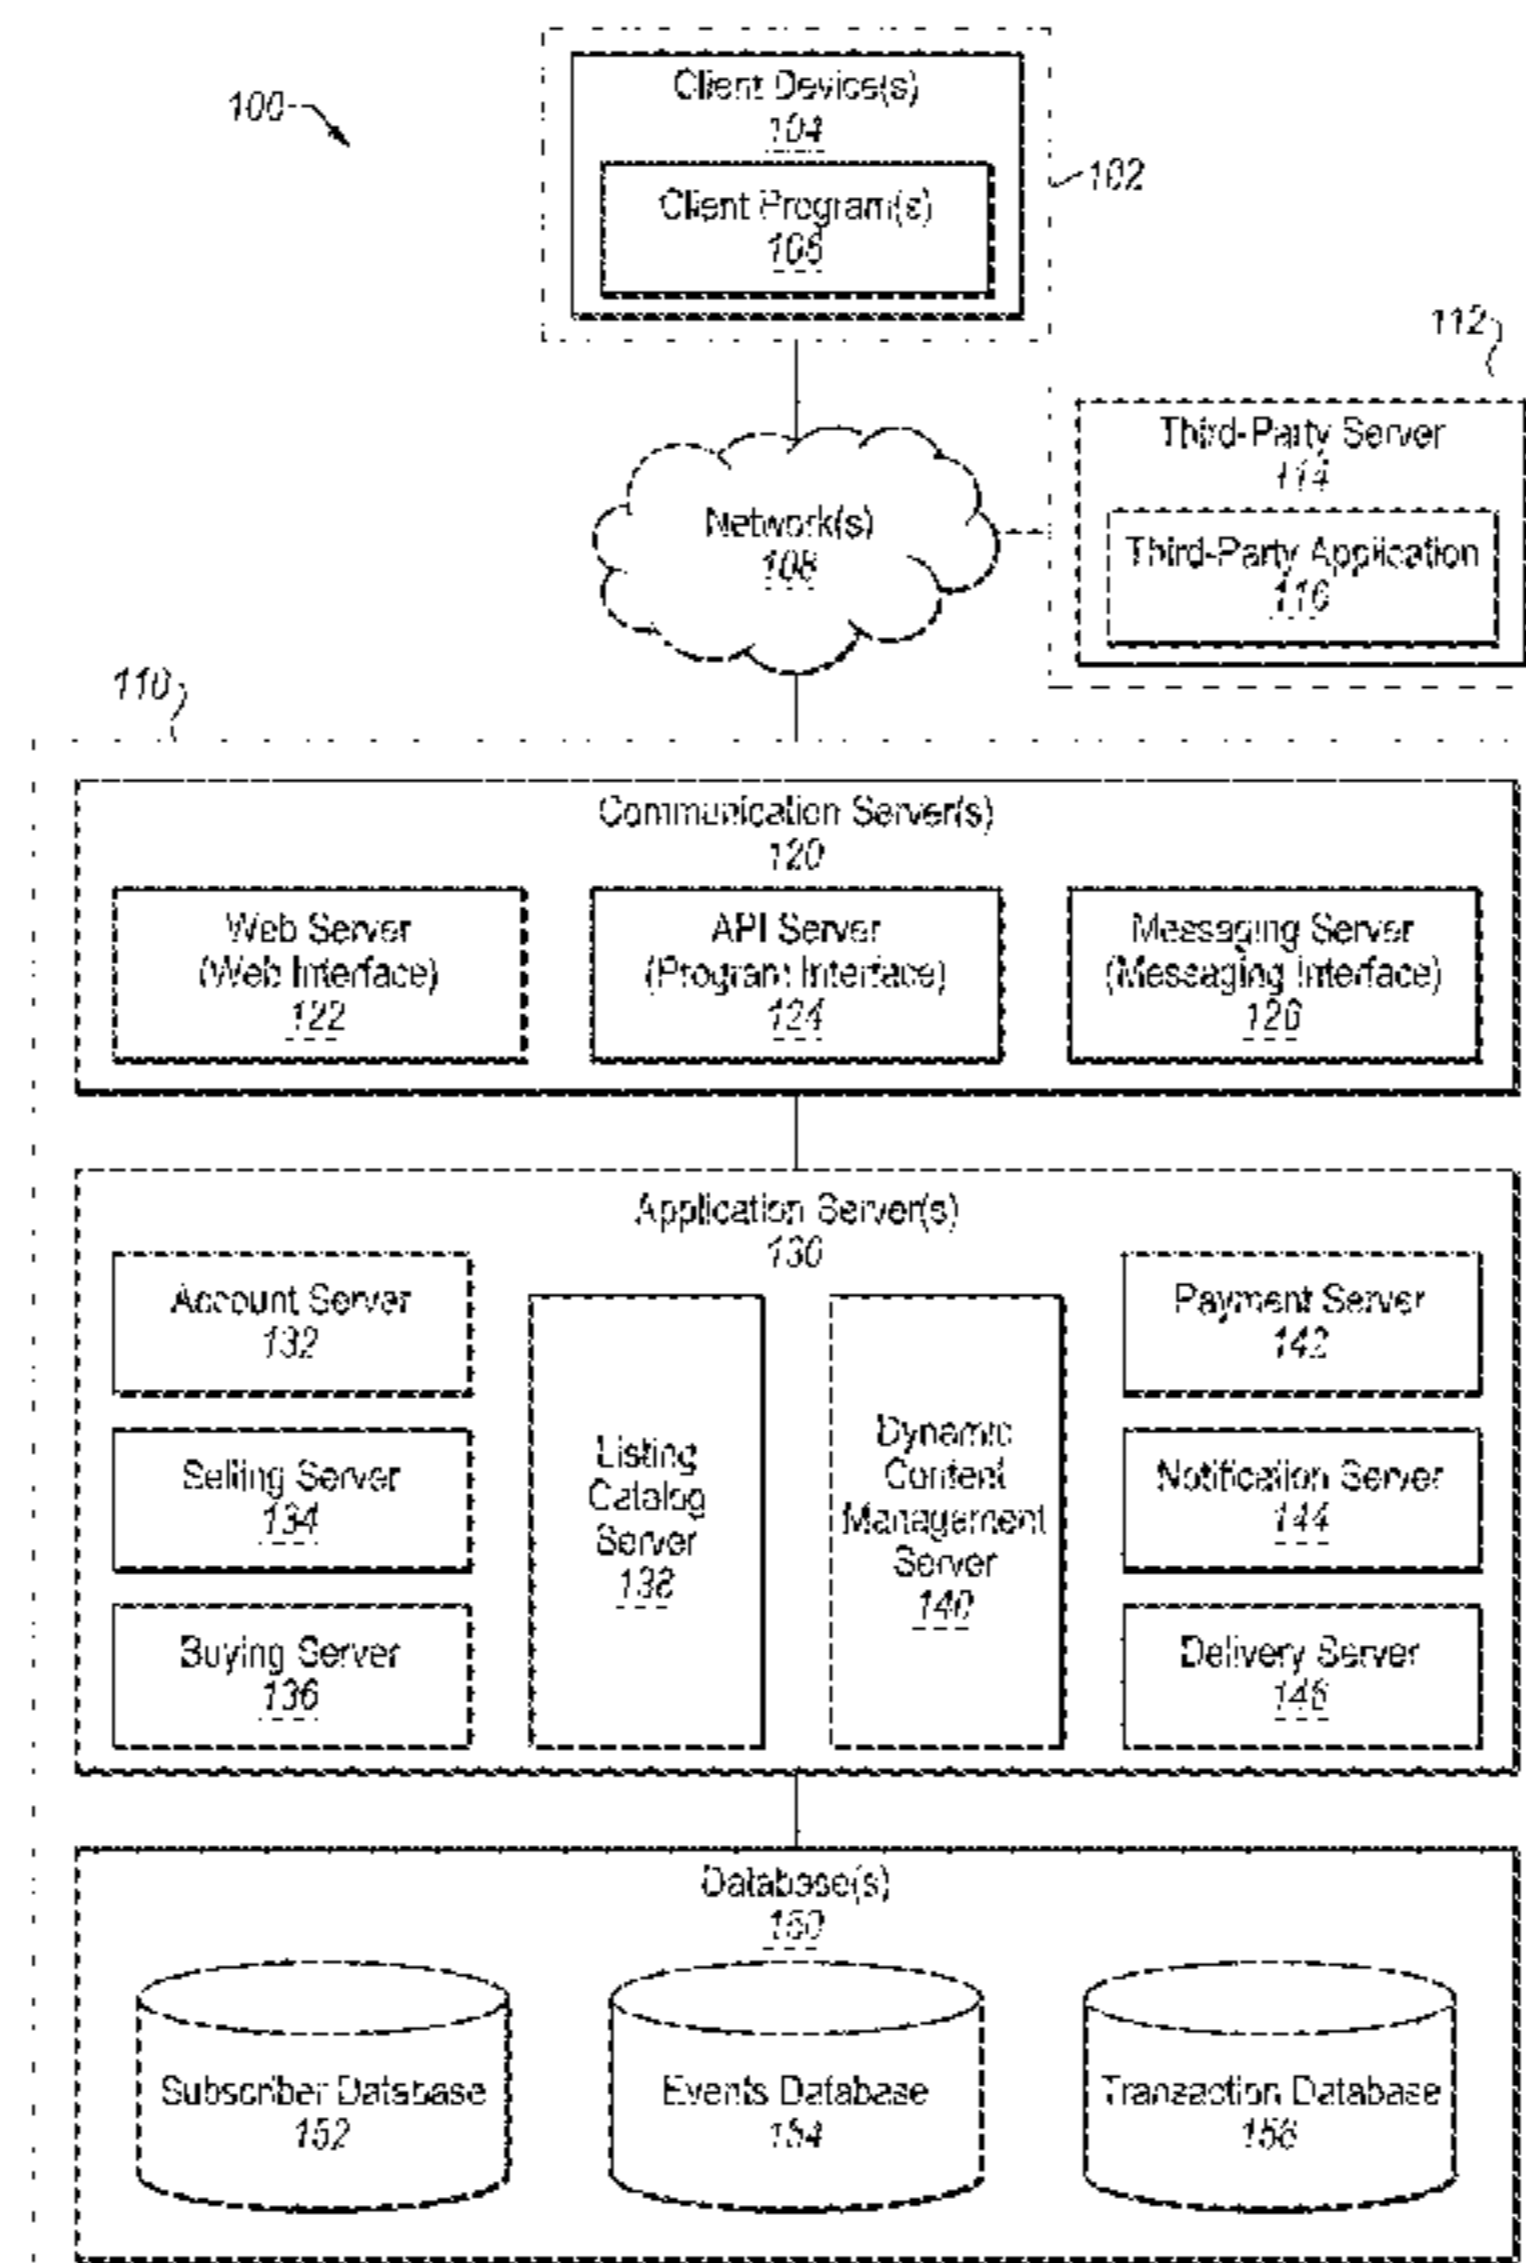 100
Client Device(s)
104
102
Client Program(s)
106
112
Third-Party Server
114
Network(s)
108
Third-Party Application
116
110
Communication Server(s)
120
Web Server
(Web Interface)
122
API Server
(Program Interface)
124
Messaging Server
(Messaging Interface)
126
Application Server(s)
130
Account Server
132
Selling Server
134
Buying Server
136
Listing
Catalog
Server
138
Dynamic
Content
Management
Server
140
Payment Server
142
Notification Server
144
Delivery Server
146
Database(s)
150
Subscriber Database
152
Events Database
154
Transaction Database
156